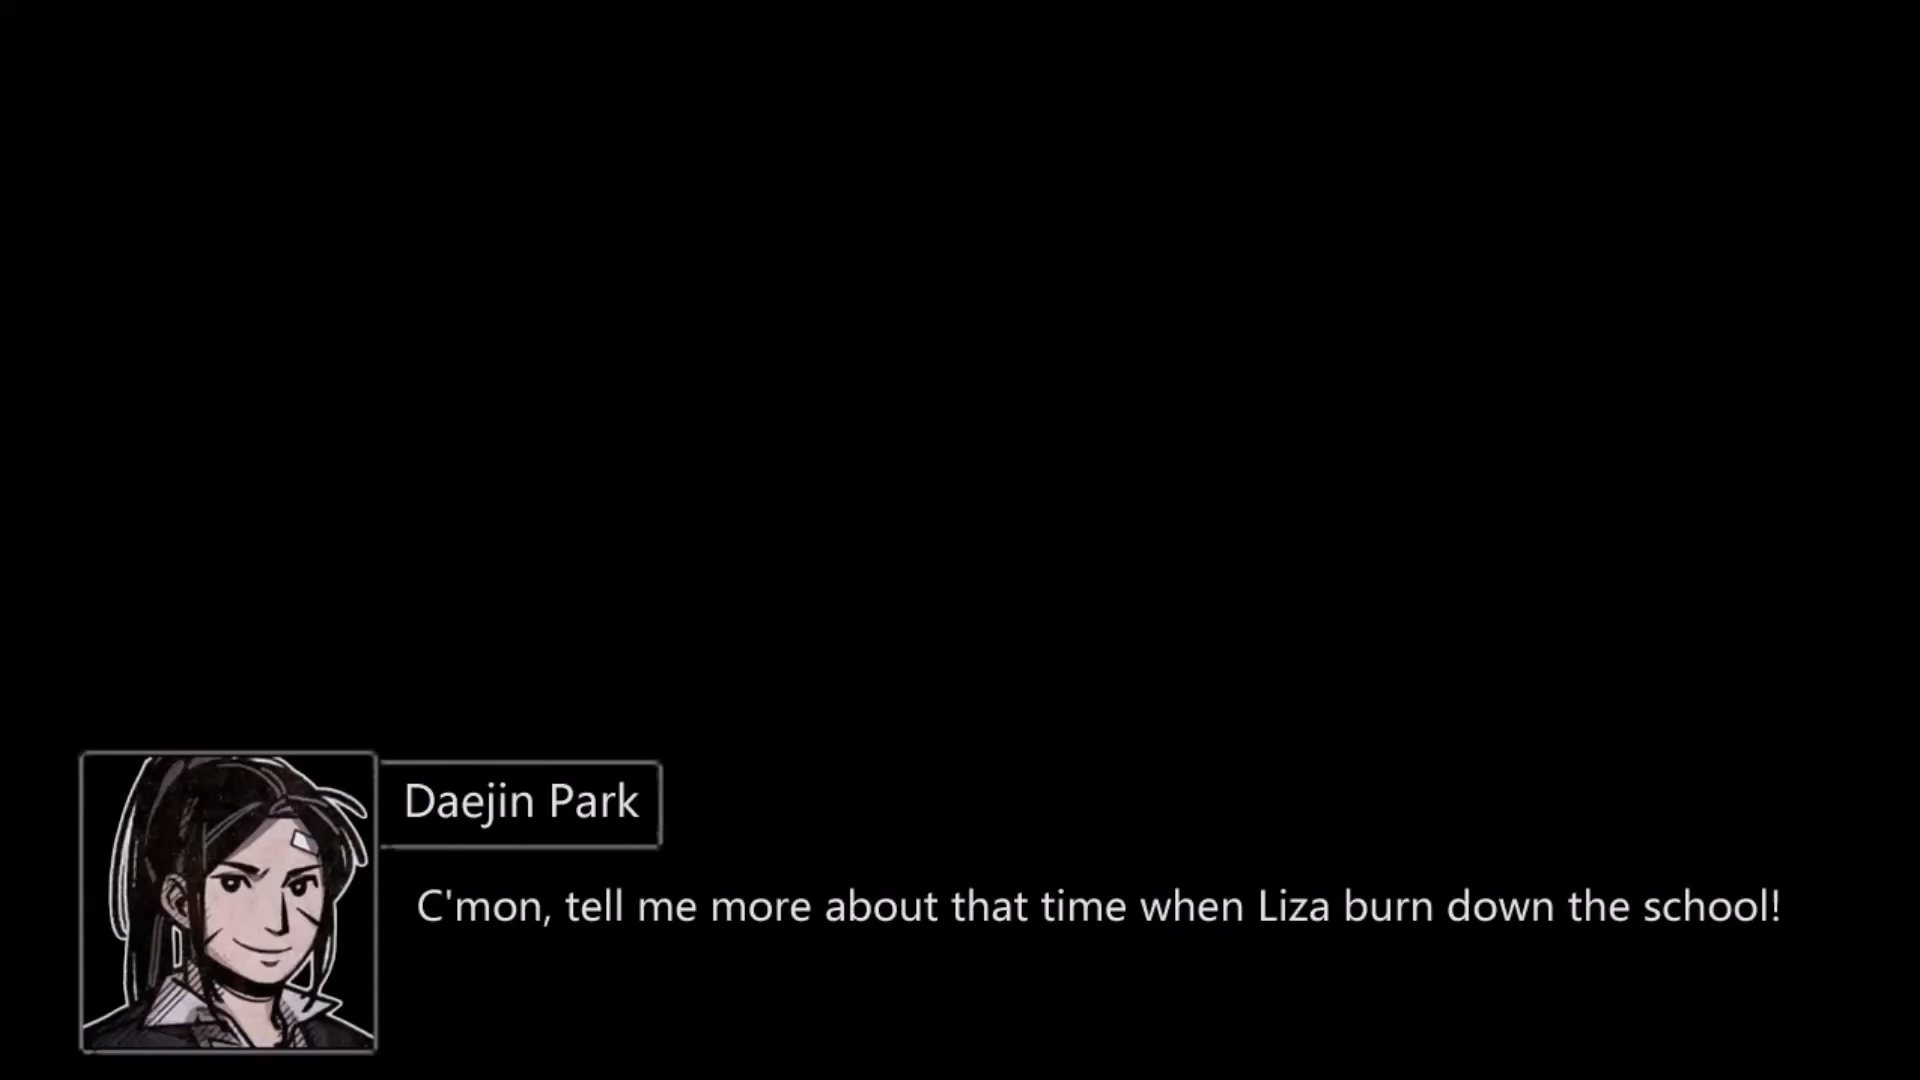 Daejin Park
C'mon, tell me more about that time when Liza burn down the school!